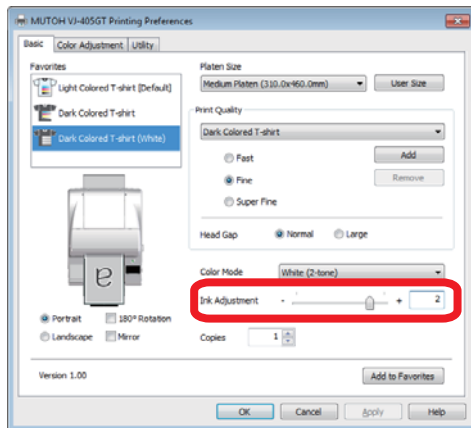 MUTOH VJ-405GT Printing Preferences
Basic Color Adjustment Utility
Favorites
Light Colored T-shirt [Default]
Dark Colored T-shirt
Dark Colored T-shirt (White)
a
Portrait 180° Rotation
Landscape Mirror
Platen Size
Medium Platen (310.0x460.0mm) User Size
Print Quality
Dark Colored T-shirt
Fast Add
Fine Remove
Super Fine
Head Gap Normal Large
Color Mode White (2-tone)
Ink Adjustment - + 2
Copies 1
Version 1.00 Add to Favorites
OK Cancel Apply Help